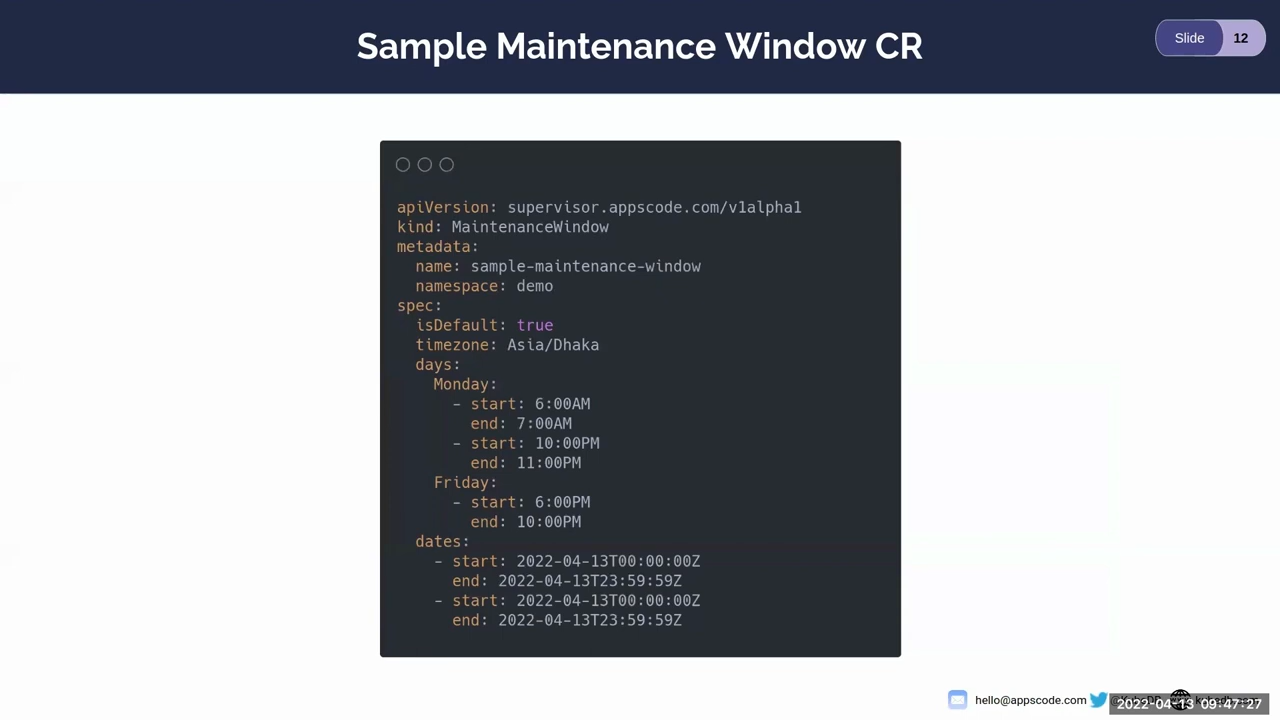 Sample Maintenance Window CR
Slide 12
apiVersion: supervisor.appscode.com/v1alpha1
kind: MaintenanceWindow
metadata:
  name: sample-maintenance-window
  namespace: demo
spec:
  isDefault: true
  timezone: Asia/Dhaka
  days:
    Monday:
      - start: 6:00AM
        end: 7:00AM
      - start: 10:00PM
        end: 11:00PM
    Friday:
      - start: 6:00PM
        end: 10:00PM
  dates:
    - start: 2022-04-13T00:00:00Z
      end: 2022-04-13T23:59:59Z
    - start: 2022-04-13T00:00:00Z
      end: 2022-04-13T23:59:59Z
hello@appscode.com
2022-04-13 09:47:27